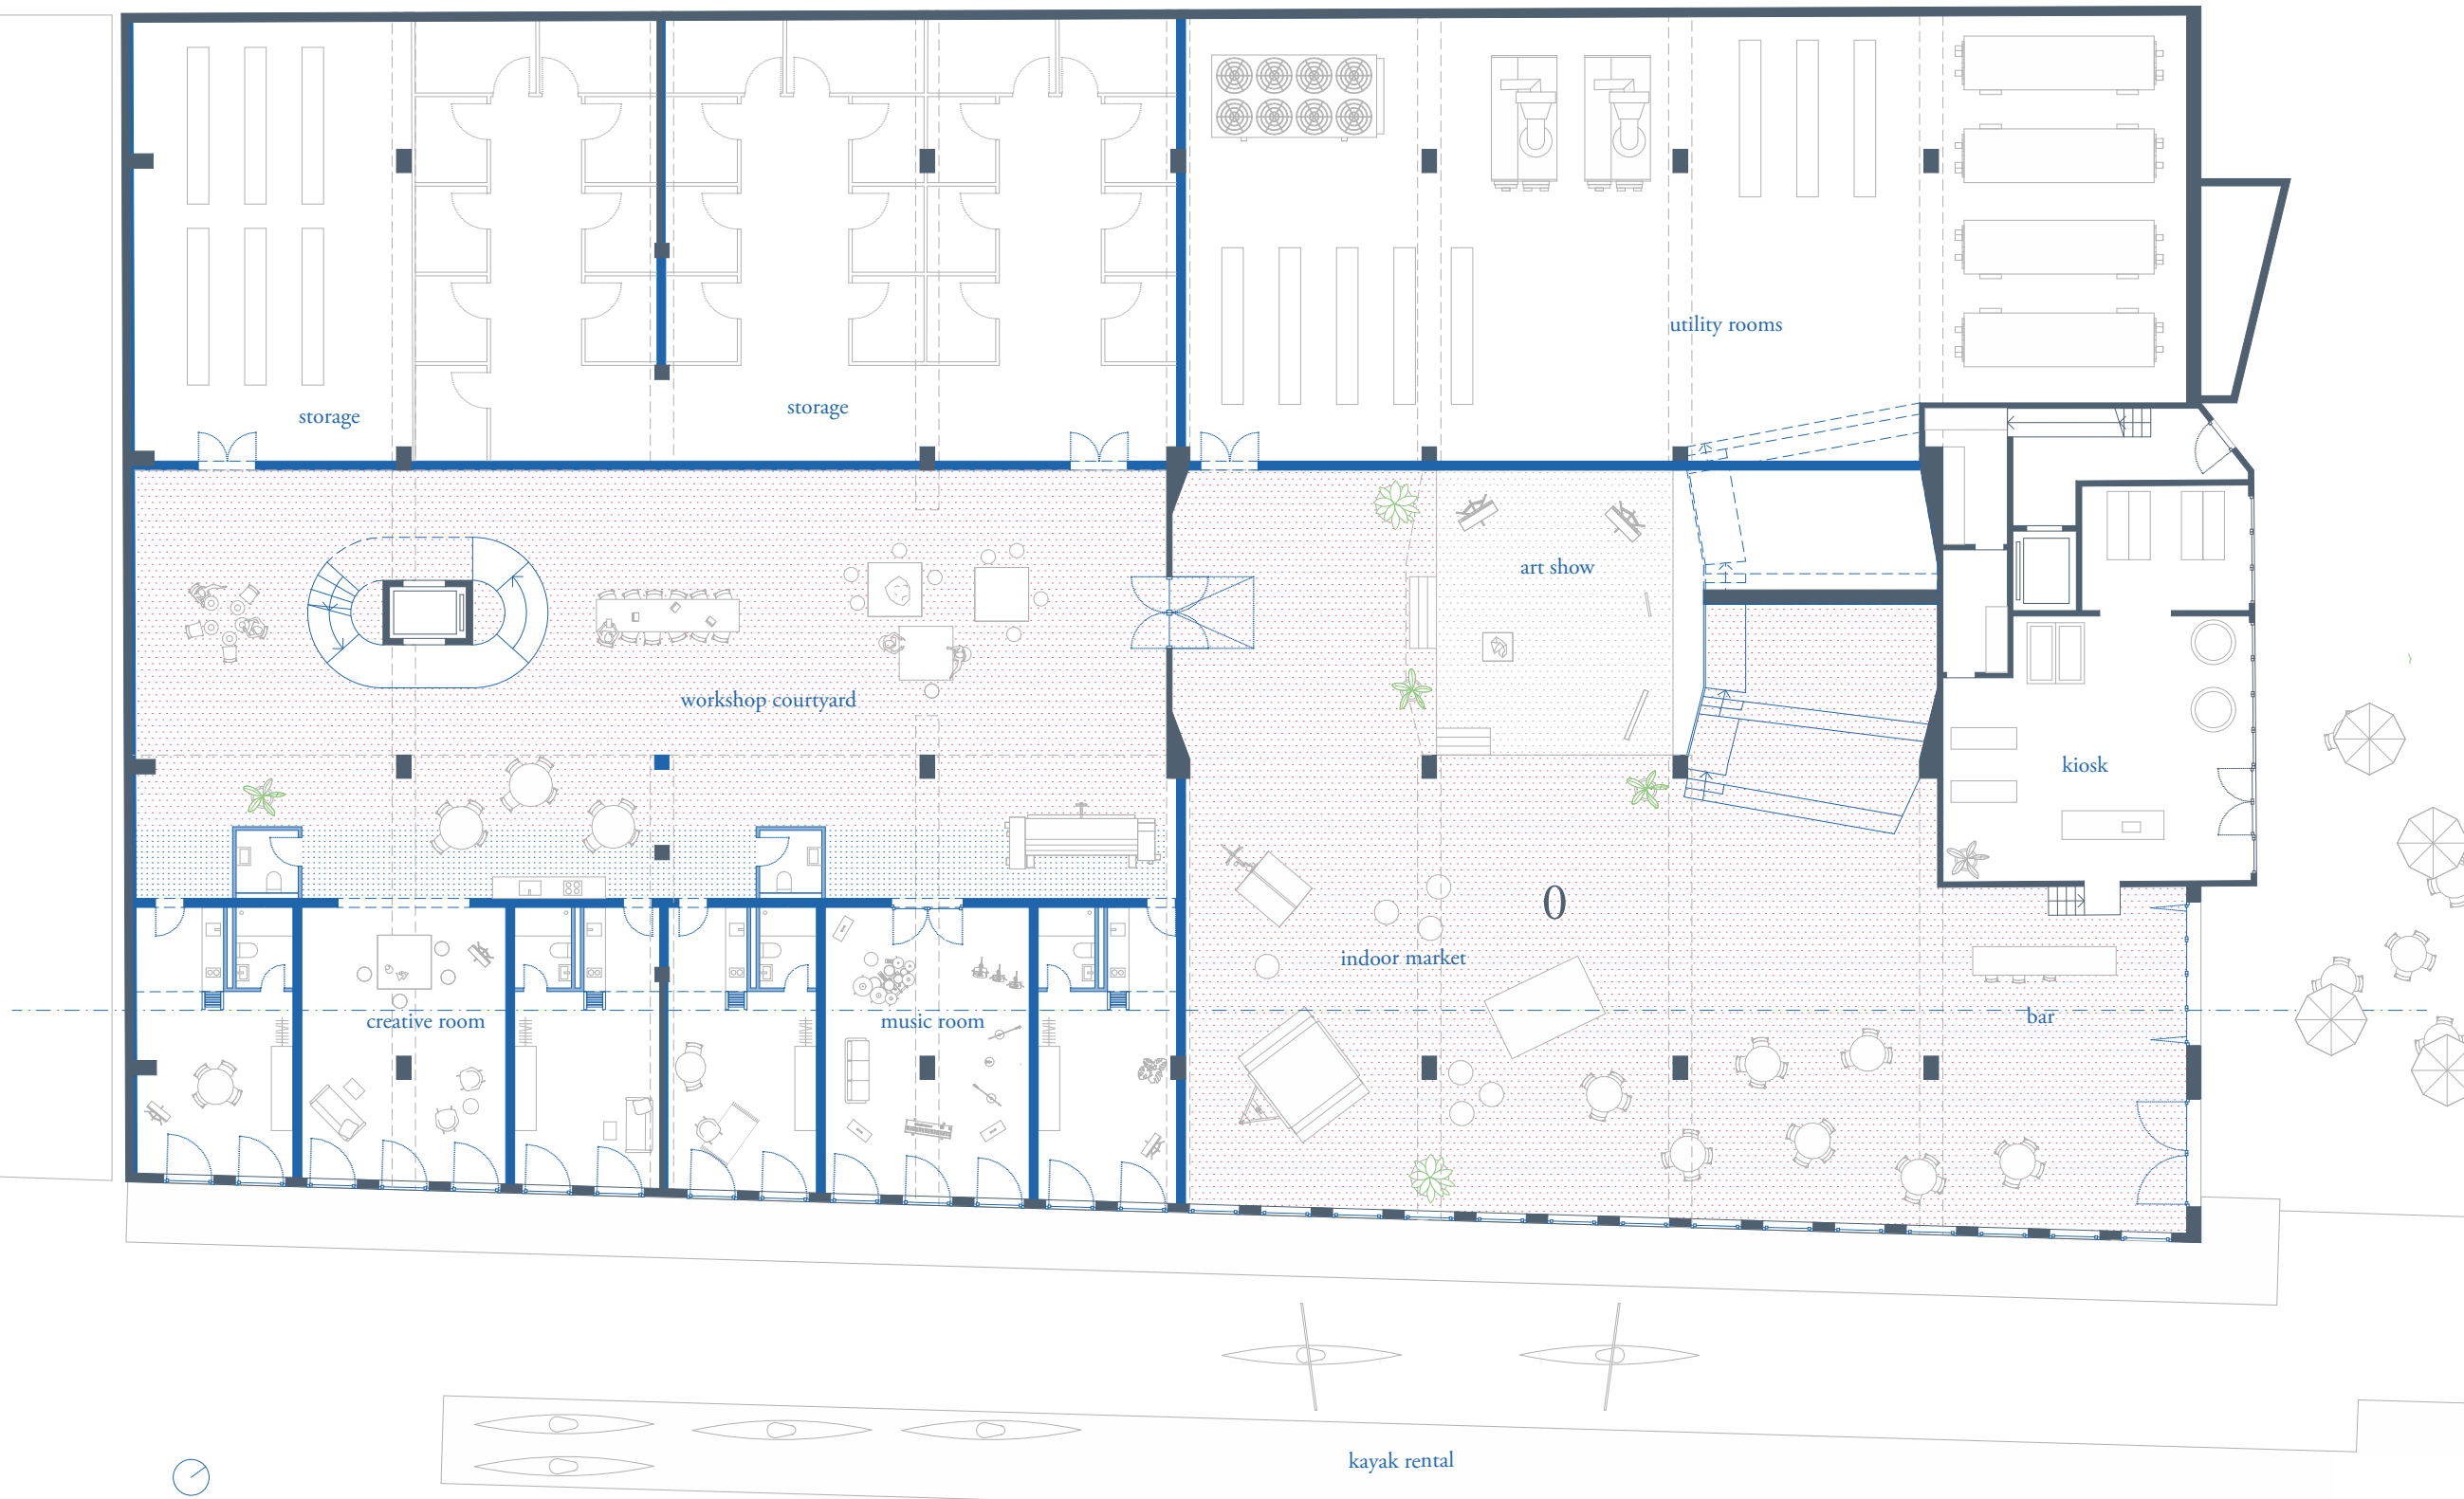 utility rooms
storage
storage
art show
workshop courtyard
kiosk
0
indoor market
bar
creative room
music room
kayak rental